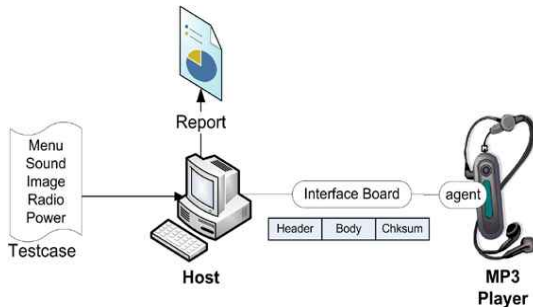 Report
Menu
Sound
Image
Radio
Power
Testcase
Host
Interface Board
agent
Header Body Chksum
MP3
Player